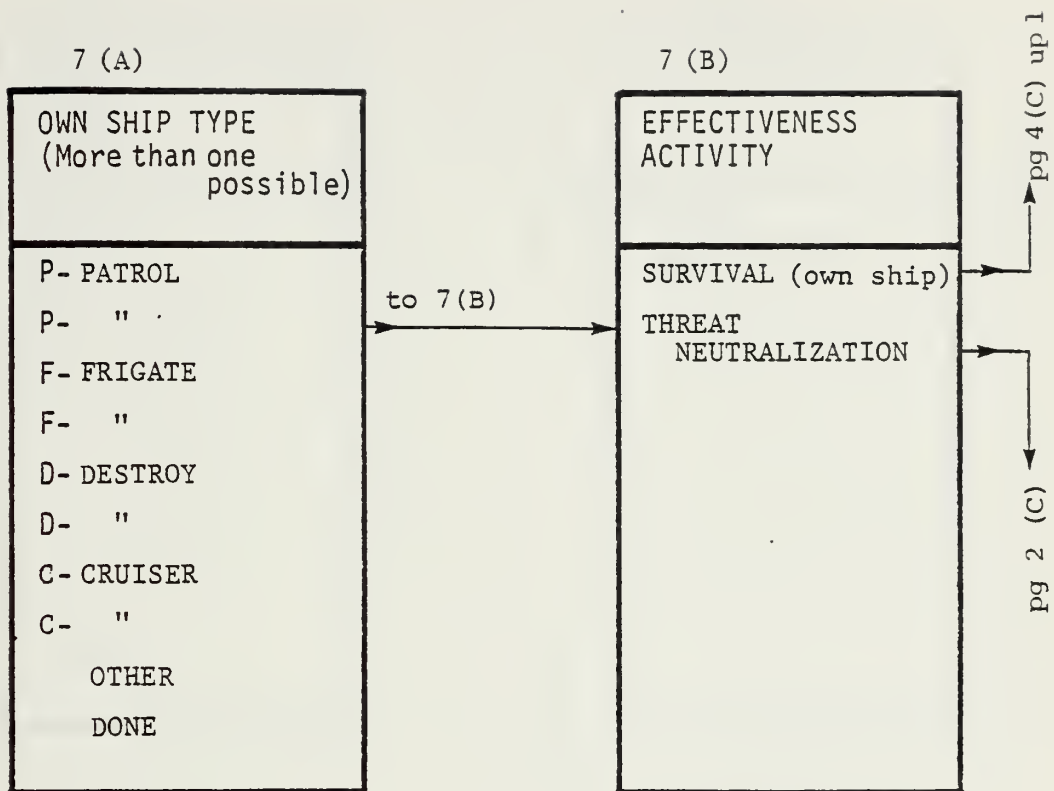 7 (A)
OWN SHIP TYPE
(More than one
possible)
P- PATROL
P- "
F- FRIGATE
F- "
D- DESTROY
D- "
C- CRUISER
C- "
OTHER
DONE
to 7(B)
7 (B)
EFFECTIVENESS
ACTIVITY
SURVIVAL (own ship)
THREAT
NEUTRALIZATION
pg 4(C) up 1
pg 2 (C)